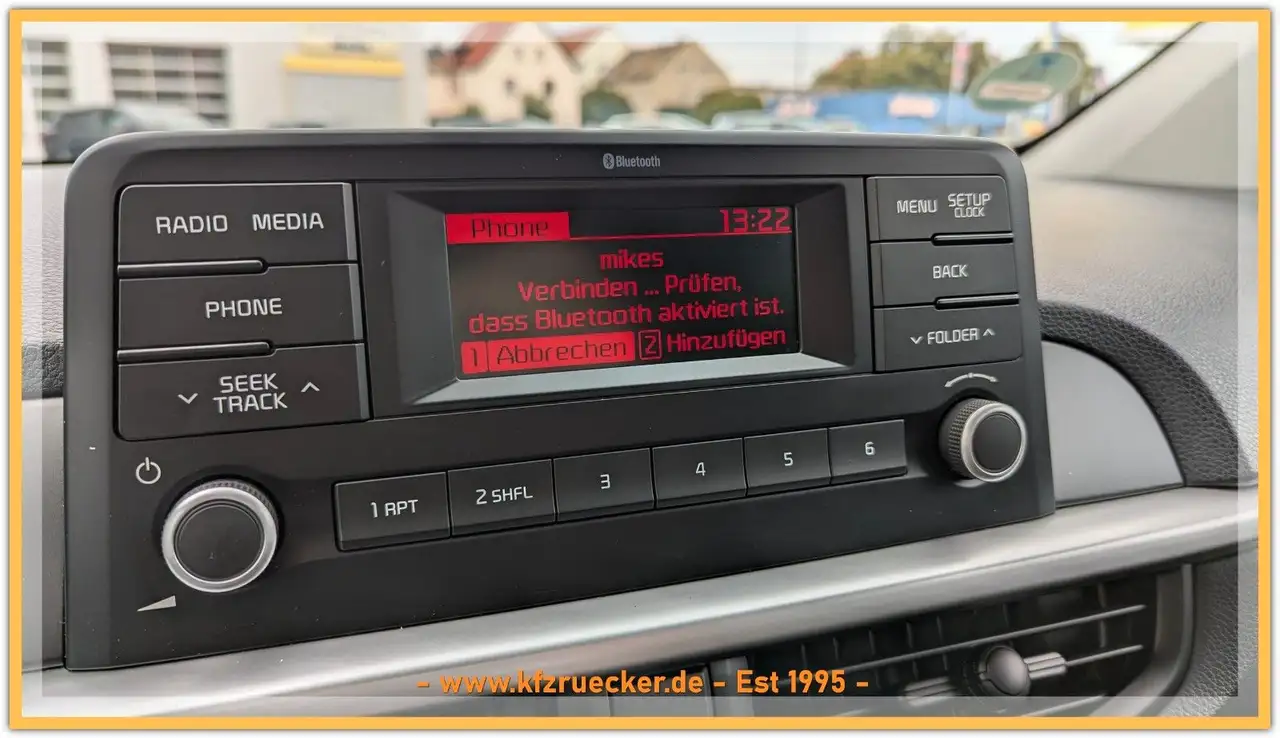 Bluetooth
RADIO MEDIA
PHONE
SEEK
TRACK
Phone 13:22
mikes
Verbinden ... Prüfen,
dass Bluetooth aktiviert ist.
1 Abbrechen 2 Hinzufügen
MENU SETUP
CLOCK
BACK
FOLDER
1 RPT
2 SHFL
3
4
5
6
- www.kfzruecker.de - Est 1995 -